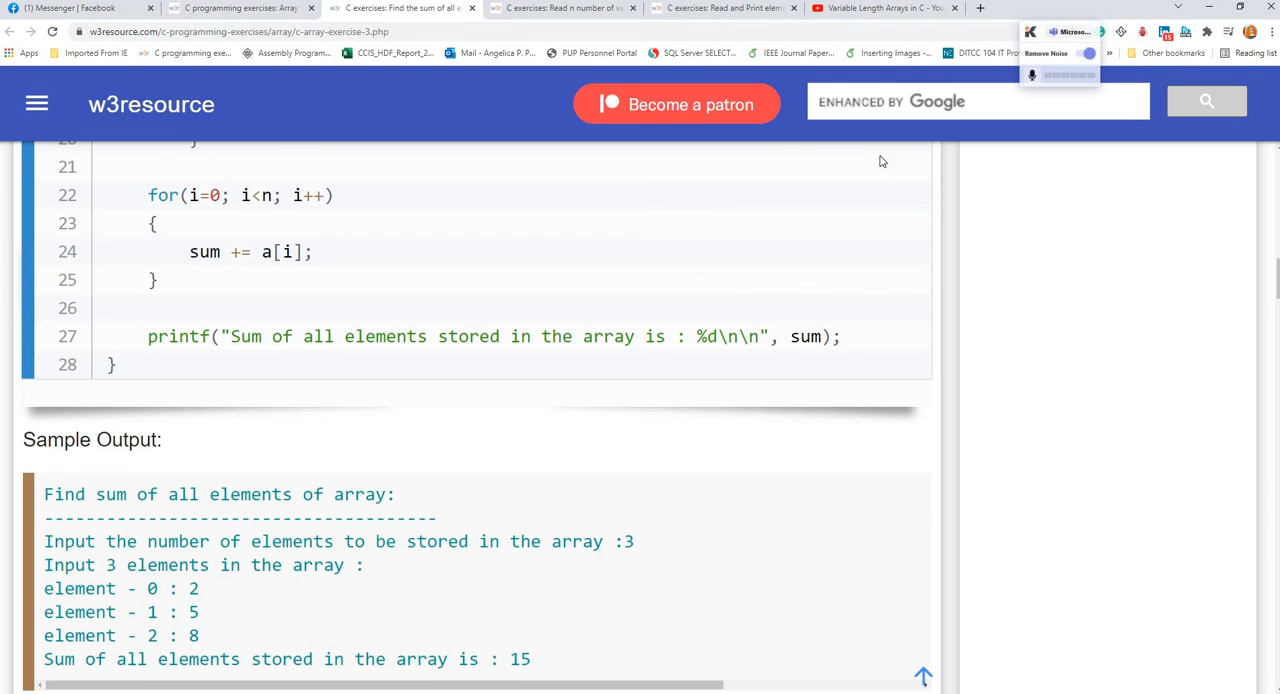 (1) Messenger | Facebook
C programming exercises: Array
C exercises: Find the sum of all e
C exercises: Read n number of va
C exercises: Read and Print elem
Variable Length Arrays in C - You
w3resource.com/c-programming-exercises/array/c-array-exercise-3.php
Microso...
15
Apps
Imported From IE
C programming exe...
Assembly Program...
CCIS_HDF_Report_2...
Mail - Angelica P. P...
PUP Personnel Portal
SQL Server SELECT...
IEEE Journal Paper...
Inserting Images -...
DITCC 104 IT Pr
Remove Noise
»
Other bookmarks
Reading list
w3resource
Become a patron
ENHANCED BY Google
21
22 for(i=0; i<n; i++)
23 {
24 sum += a[i];
25 }
26
27 printf("Sum of all elements stored in the array is : %d\n\n", sum);
28 }
Sample Output:
Find sum of all elements of array:
-------------------------------------
Input the number of elements to be stored in the array :3
Input 3 elements in the array :
element - 0 : 2
element - 1 : 5
element - 2 : 8
Sum of all elements stored in the array is : 15